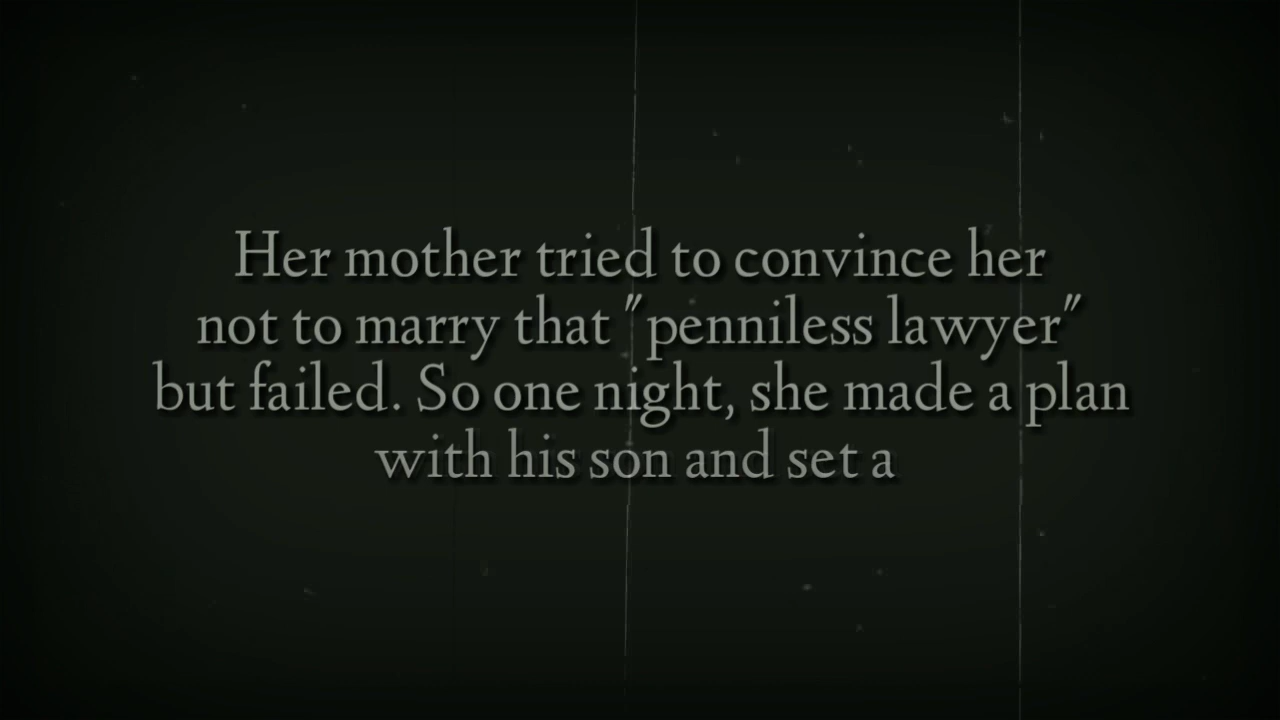 Her mother tried to convince her
not to marry that "penniless lawyer"
but failed. So one night, she made a plan
with his son and set a